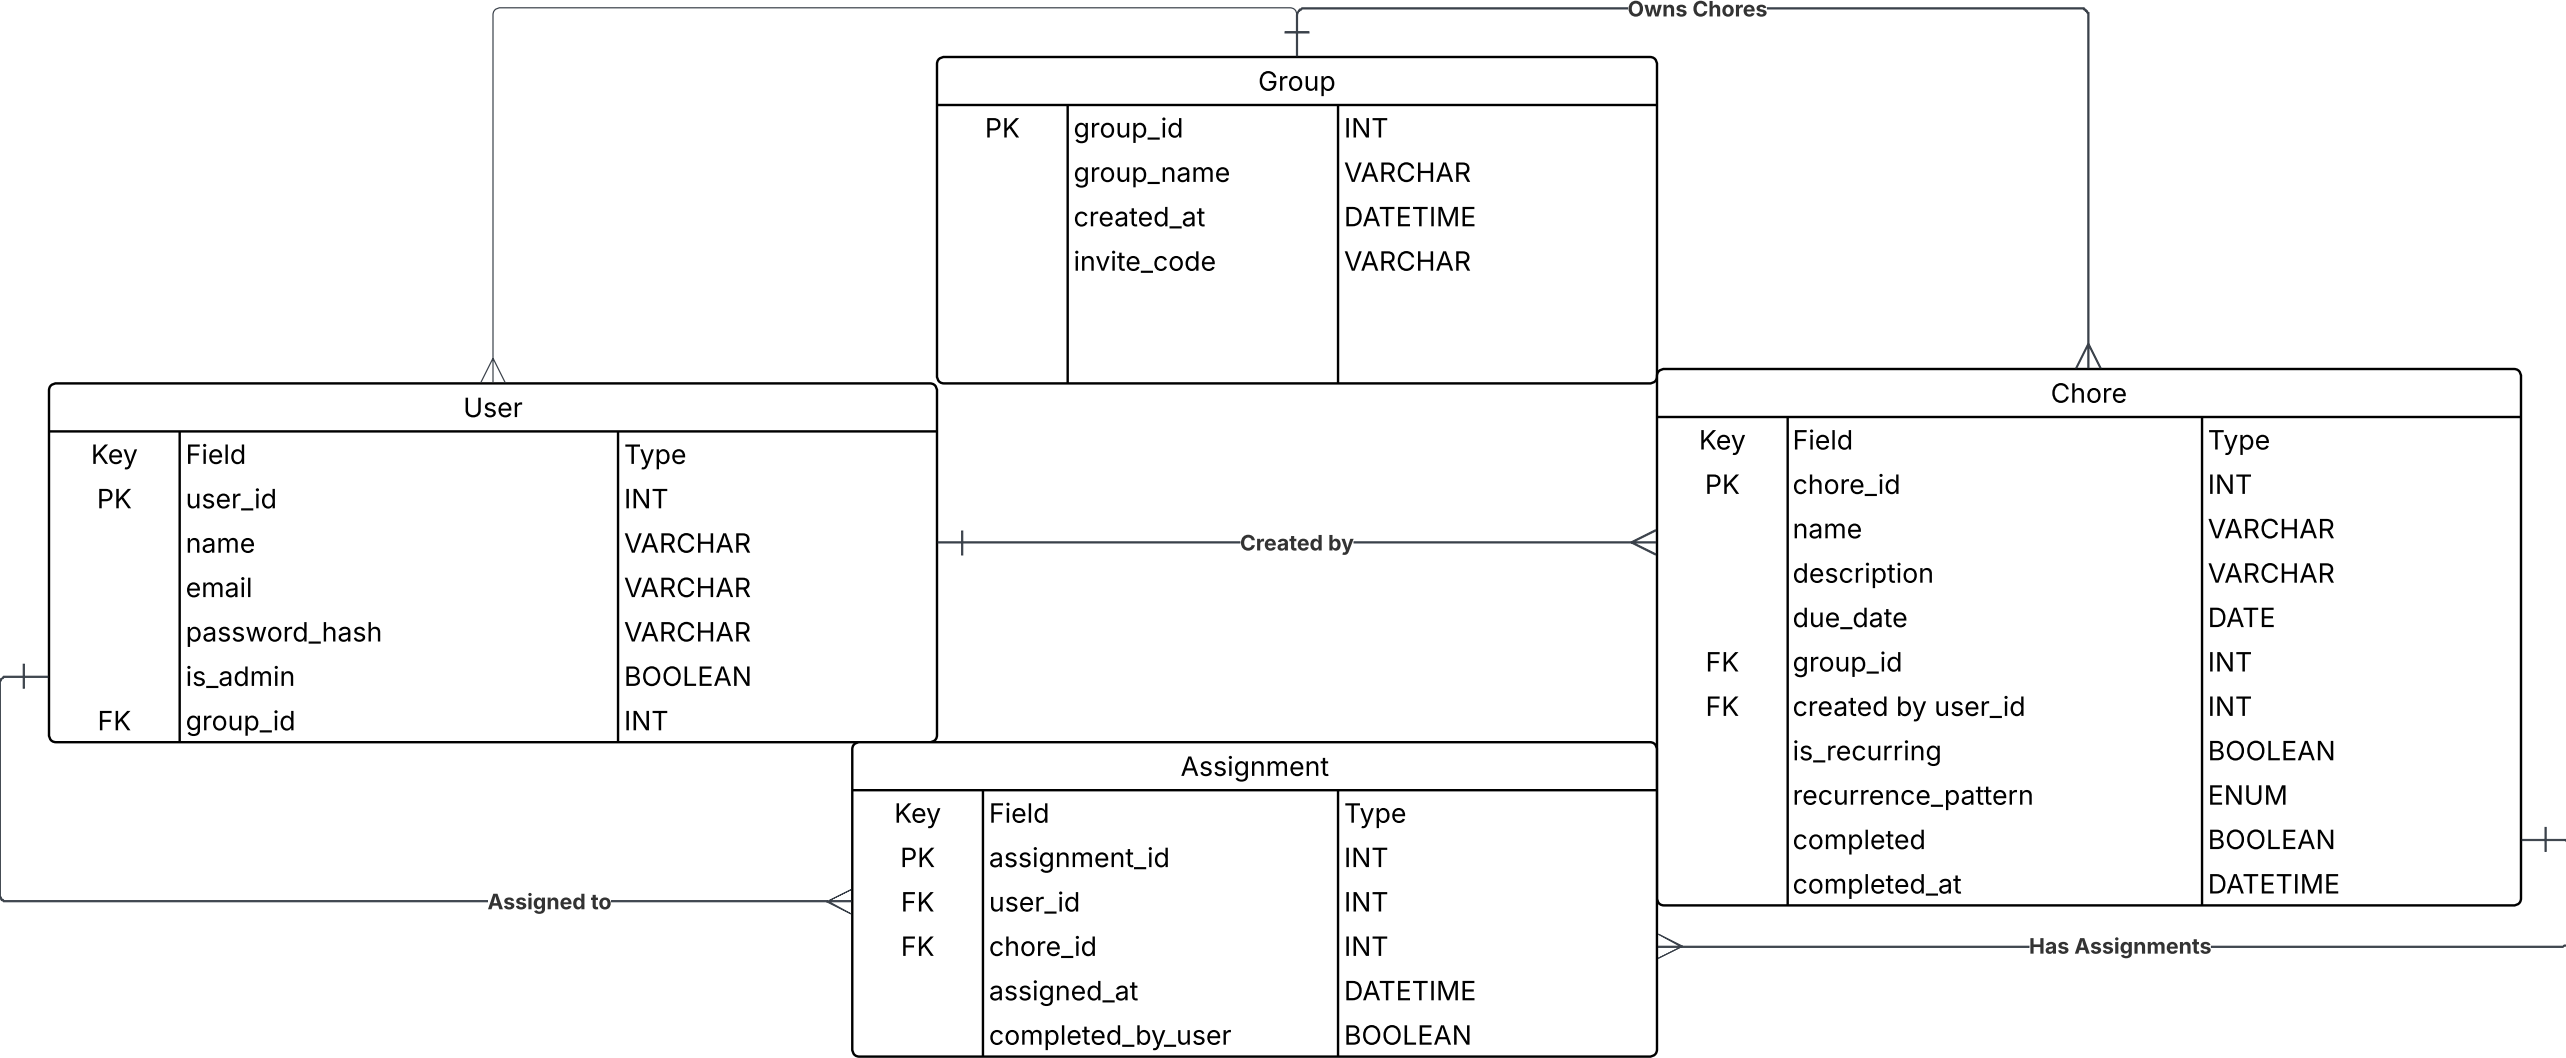 Owns Chores
Group
PK group_id INT
group_name VARCHAR
created_at DATETIME
invite_code VARCHAR
User
Key Field Type
PK user_id INT
name VARCHAR
email VARCHAR
password_hash VARCHAR
is_admin BOOLEAN
FK group_id INT
Created by
Chore
Key Field Type
PK chore_id INT
name VARCHAR
description VARCHAR
due_date DATE
FK group_id INT
FK created by user_id INT
is_recurring BOOLEAN
recurrence_pattern ENUM
completed BOOLEAN
completed_at DATETIME
Assigned to
Assignment
Key Field Type
PK assignment_id INT
FK user_id INT
FK chore_id INT
assigned_at DATETIME
completed_by_user BOOLEAN
Has Assignments